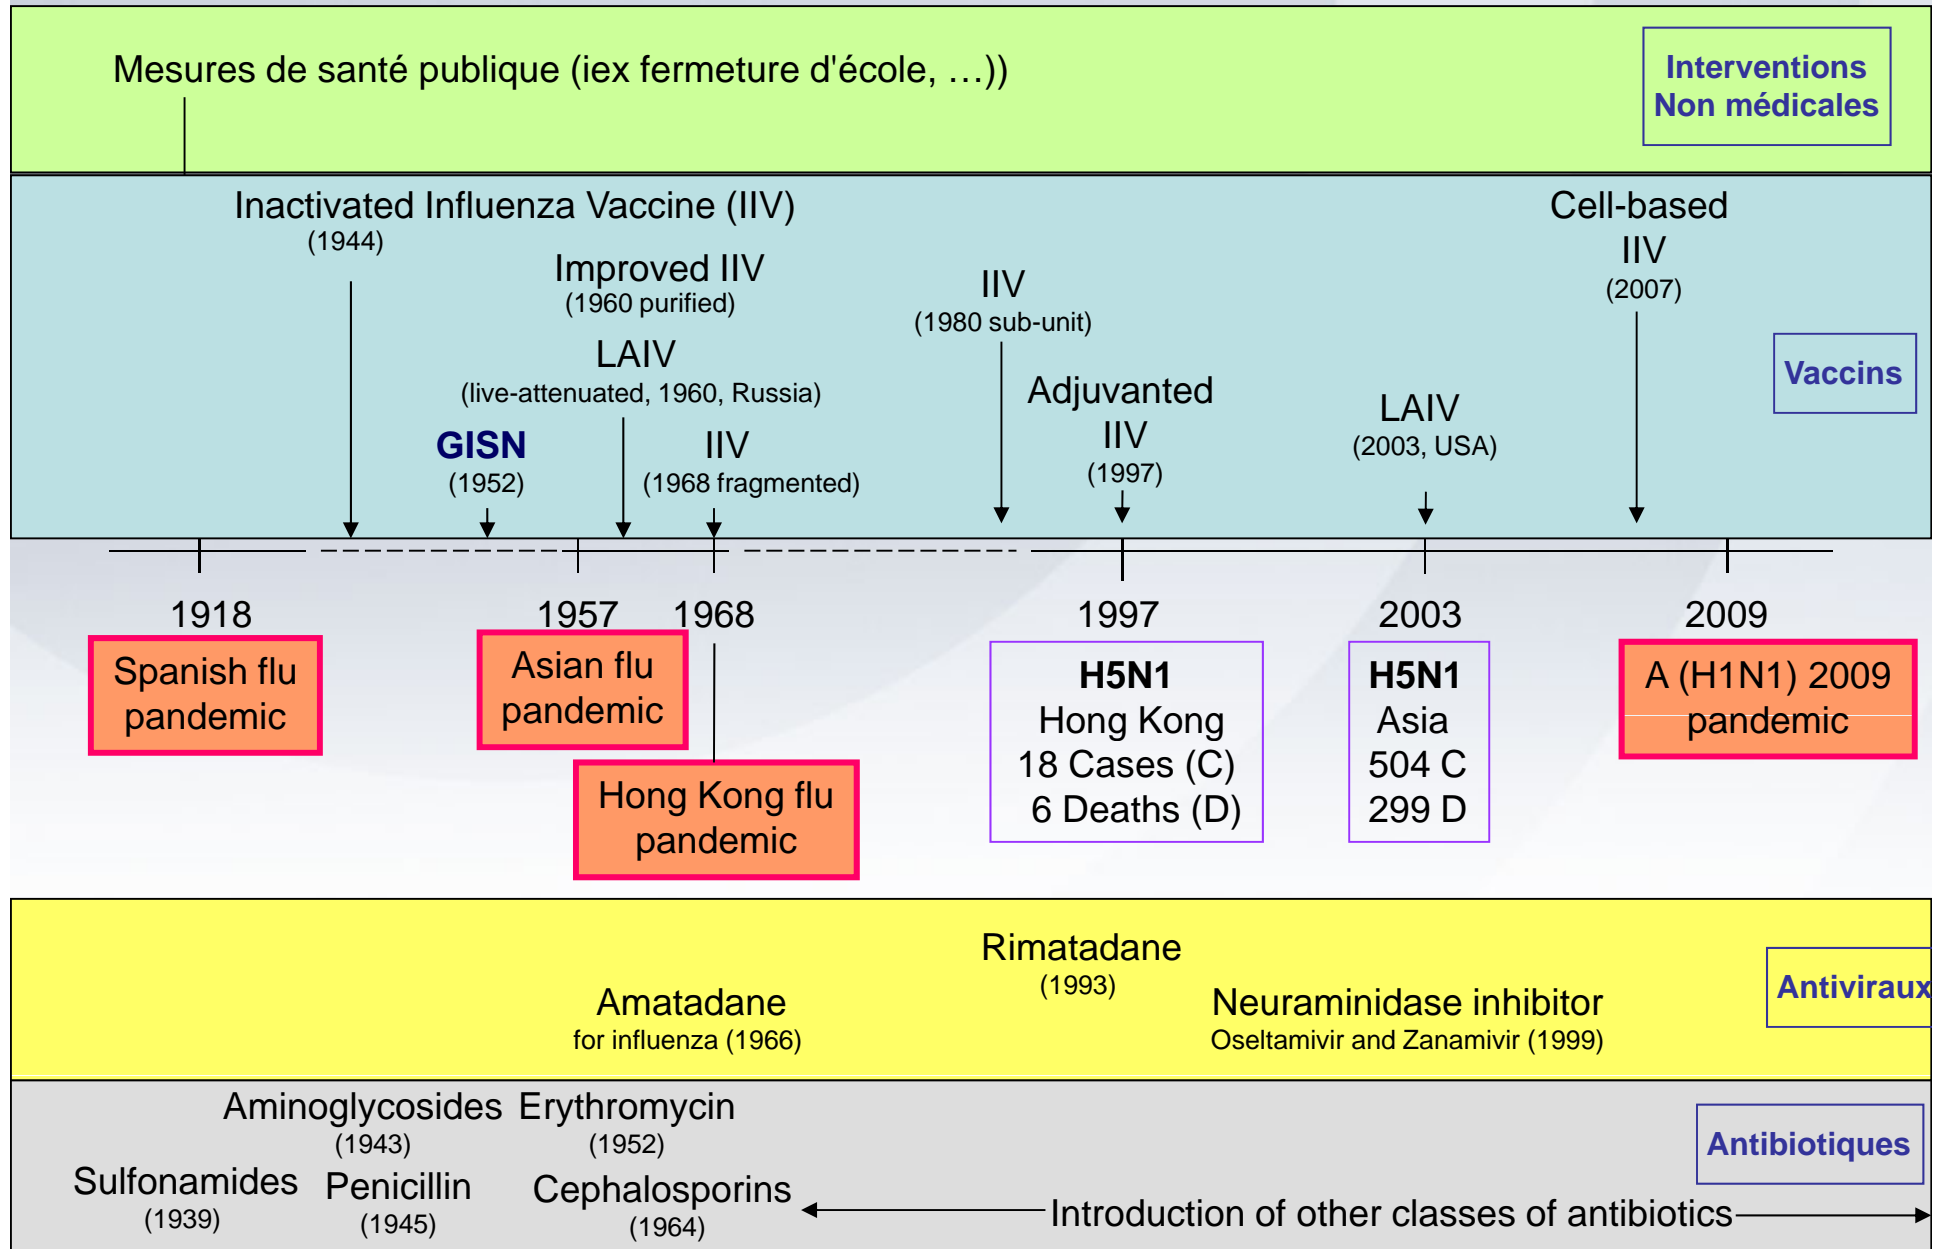 Mesures de santé publique (iex fermeture d'école, …))
Interventions
Non médicales
Inactivated Influenza Vaccine (IIV)
(1944)
Improved IIV
(1960 purified)
LAIV
(live-attenuated, 1960, Russia)
GISN
(1952)
IIV
(1968 fragmented)
IIV
(1980 sub-unit)
Adjuvanted
IIV
(1997)
LAIV
(2003, USA)
Cell-based
IIV
(2007)
Vaccins
1918
1957
1968
1997
2003
2009
Spanish flu
pandemic
Asian flu
pandemic
Hong Kong flu
pandemic
H5N1
Hong Kong
18 Cases (C)
6 Deaths (D)
H5N1
Asia
504 C
299 D
A (H1N1) 2009
pandemic
Rimatadane
(1993)
Amatadane
for influenza (1966)
Neuraminidase inhibitor
Oseltamivir and Zanamivir (1999)
Antiviraux
Aminoglycosides
(1943)
Erythromycin
(1952)
Sulfonamides
(1939)
Penicillin
(1945)
Cephalosporins
(1964)
Introduction of other classes of antibiotics
Antibiotiques